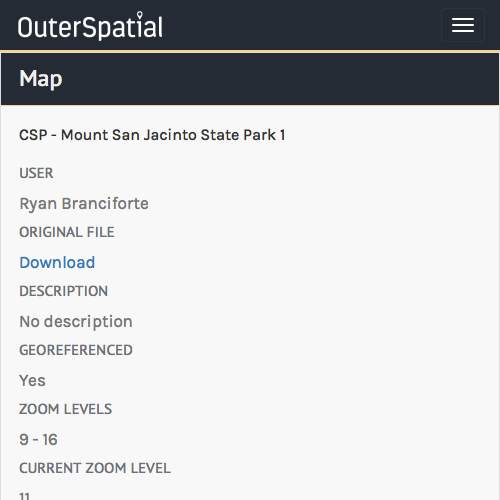 OuterSpatial
Map
CSP - Mount San Jacinto State Park 1
USER
Ryan Branciforte
ORIGINAL FILE
Download
DESCRIPTION
No description
GEOREFERENCED
Yes
ZOOM LEVELS
9 - 16
CURRENT ZOOM LEVEL
11